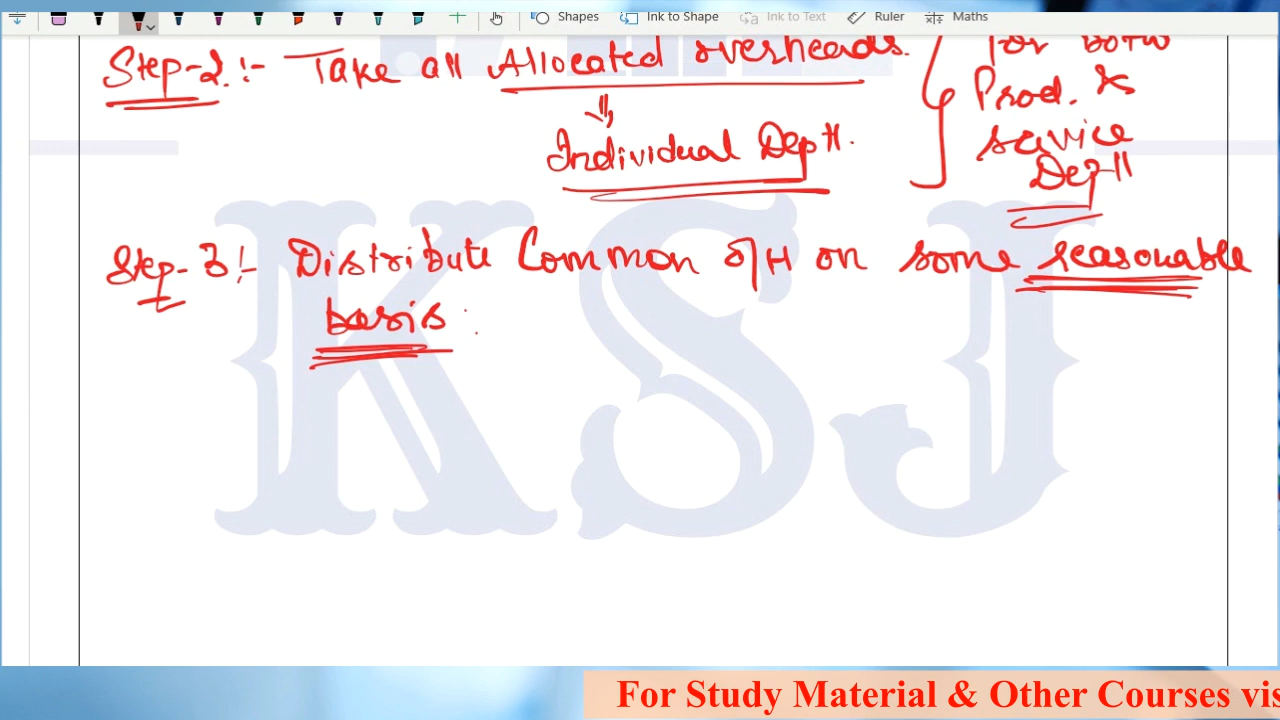 Shapes Ink to Shape Ink to Text Ruler Maths
Step-2:- Take all Allocated overheads.
for both
Prod. &
service
Deptt
Individual Deptt.
Step-3:- Distribute Common O/H on some reasonable
basis
KSJ
For Study Material & Other Courses vis